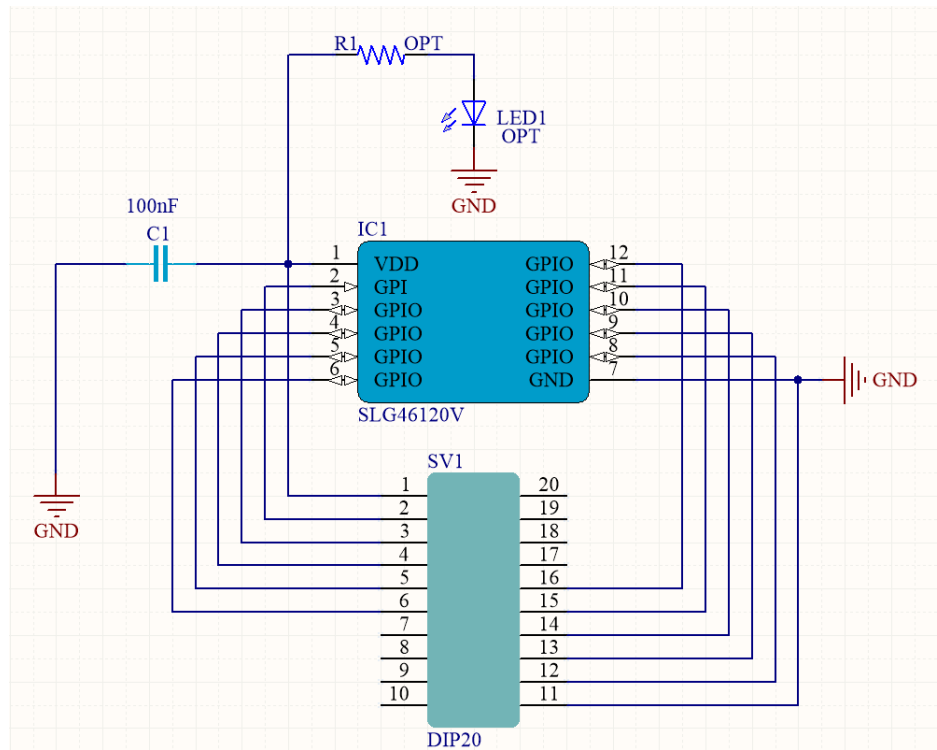 R1 OPT
LED1
OPT
GND
100nF
C1
IC1
1 VDD GPIO 12
2 GPI GPIO 11
3 GPIO GPIO 10
4 GPIO GPIO 9
5 GPIO GPIO 8
6 GPIO GND 7
GND
SLG46120V
SV1
GND
1 20
2 19
3 18
4 17
5 16
6 15
7 14
8 13
9 12
10 11
DIP20